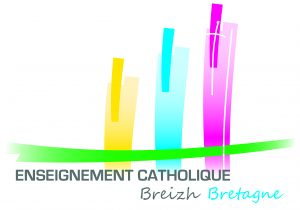 ENSEIGNEMENT CATHOLIQUE
Breizh Bretagne